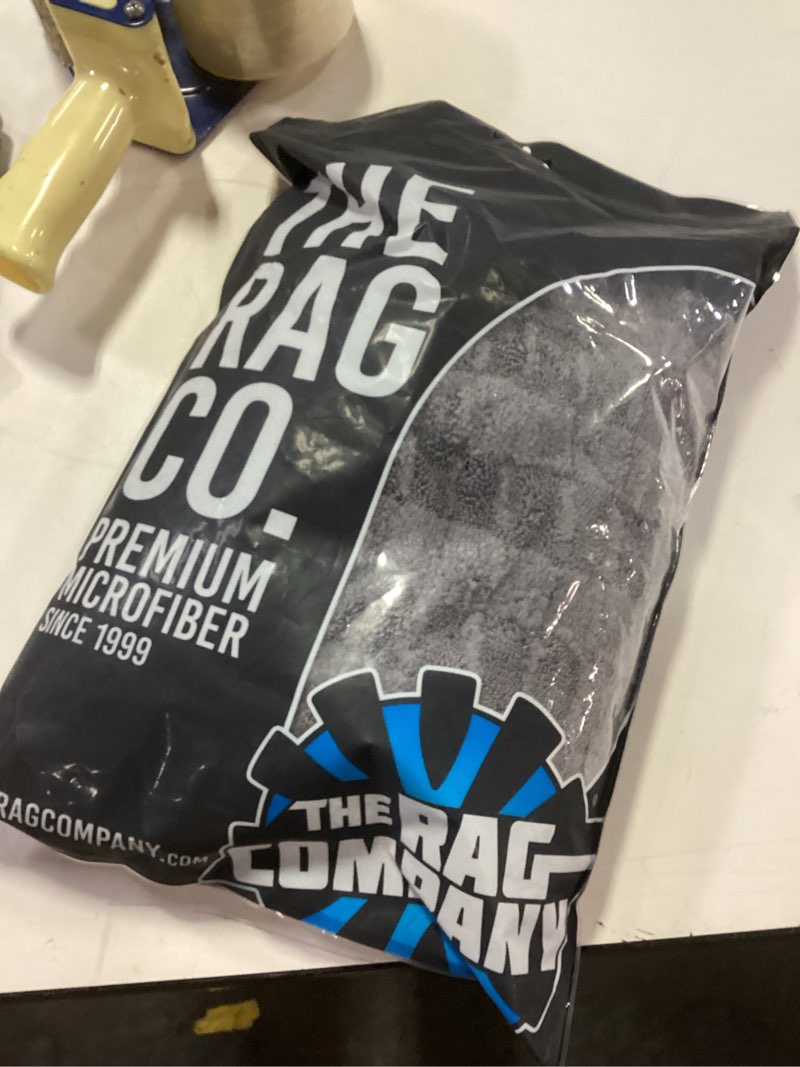 THE
RAG
CO.
PREMIUM
MICROFIBER
SINCE 1999
RAGCOMPANY.COM
THE RAG
COMPANY